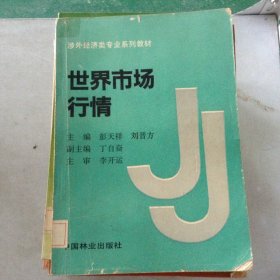 涉外经济类专业系列教材
世界市场
行情
主 编 彭天祥 刘晋方
副主编 丁自奋
主 审 李开运
JJ
国林业出版社